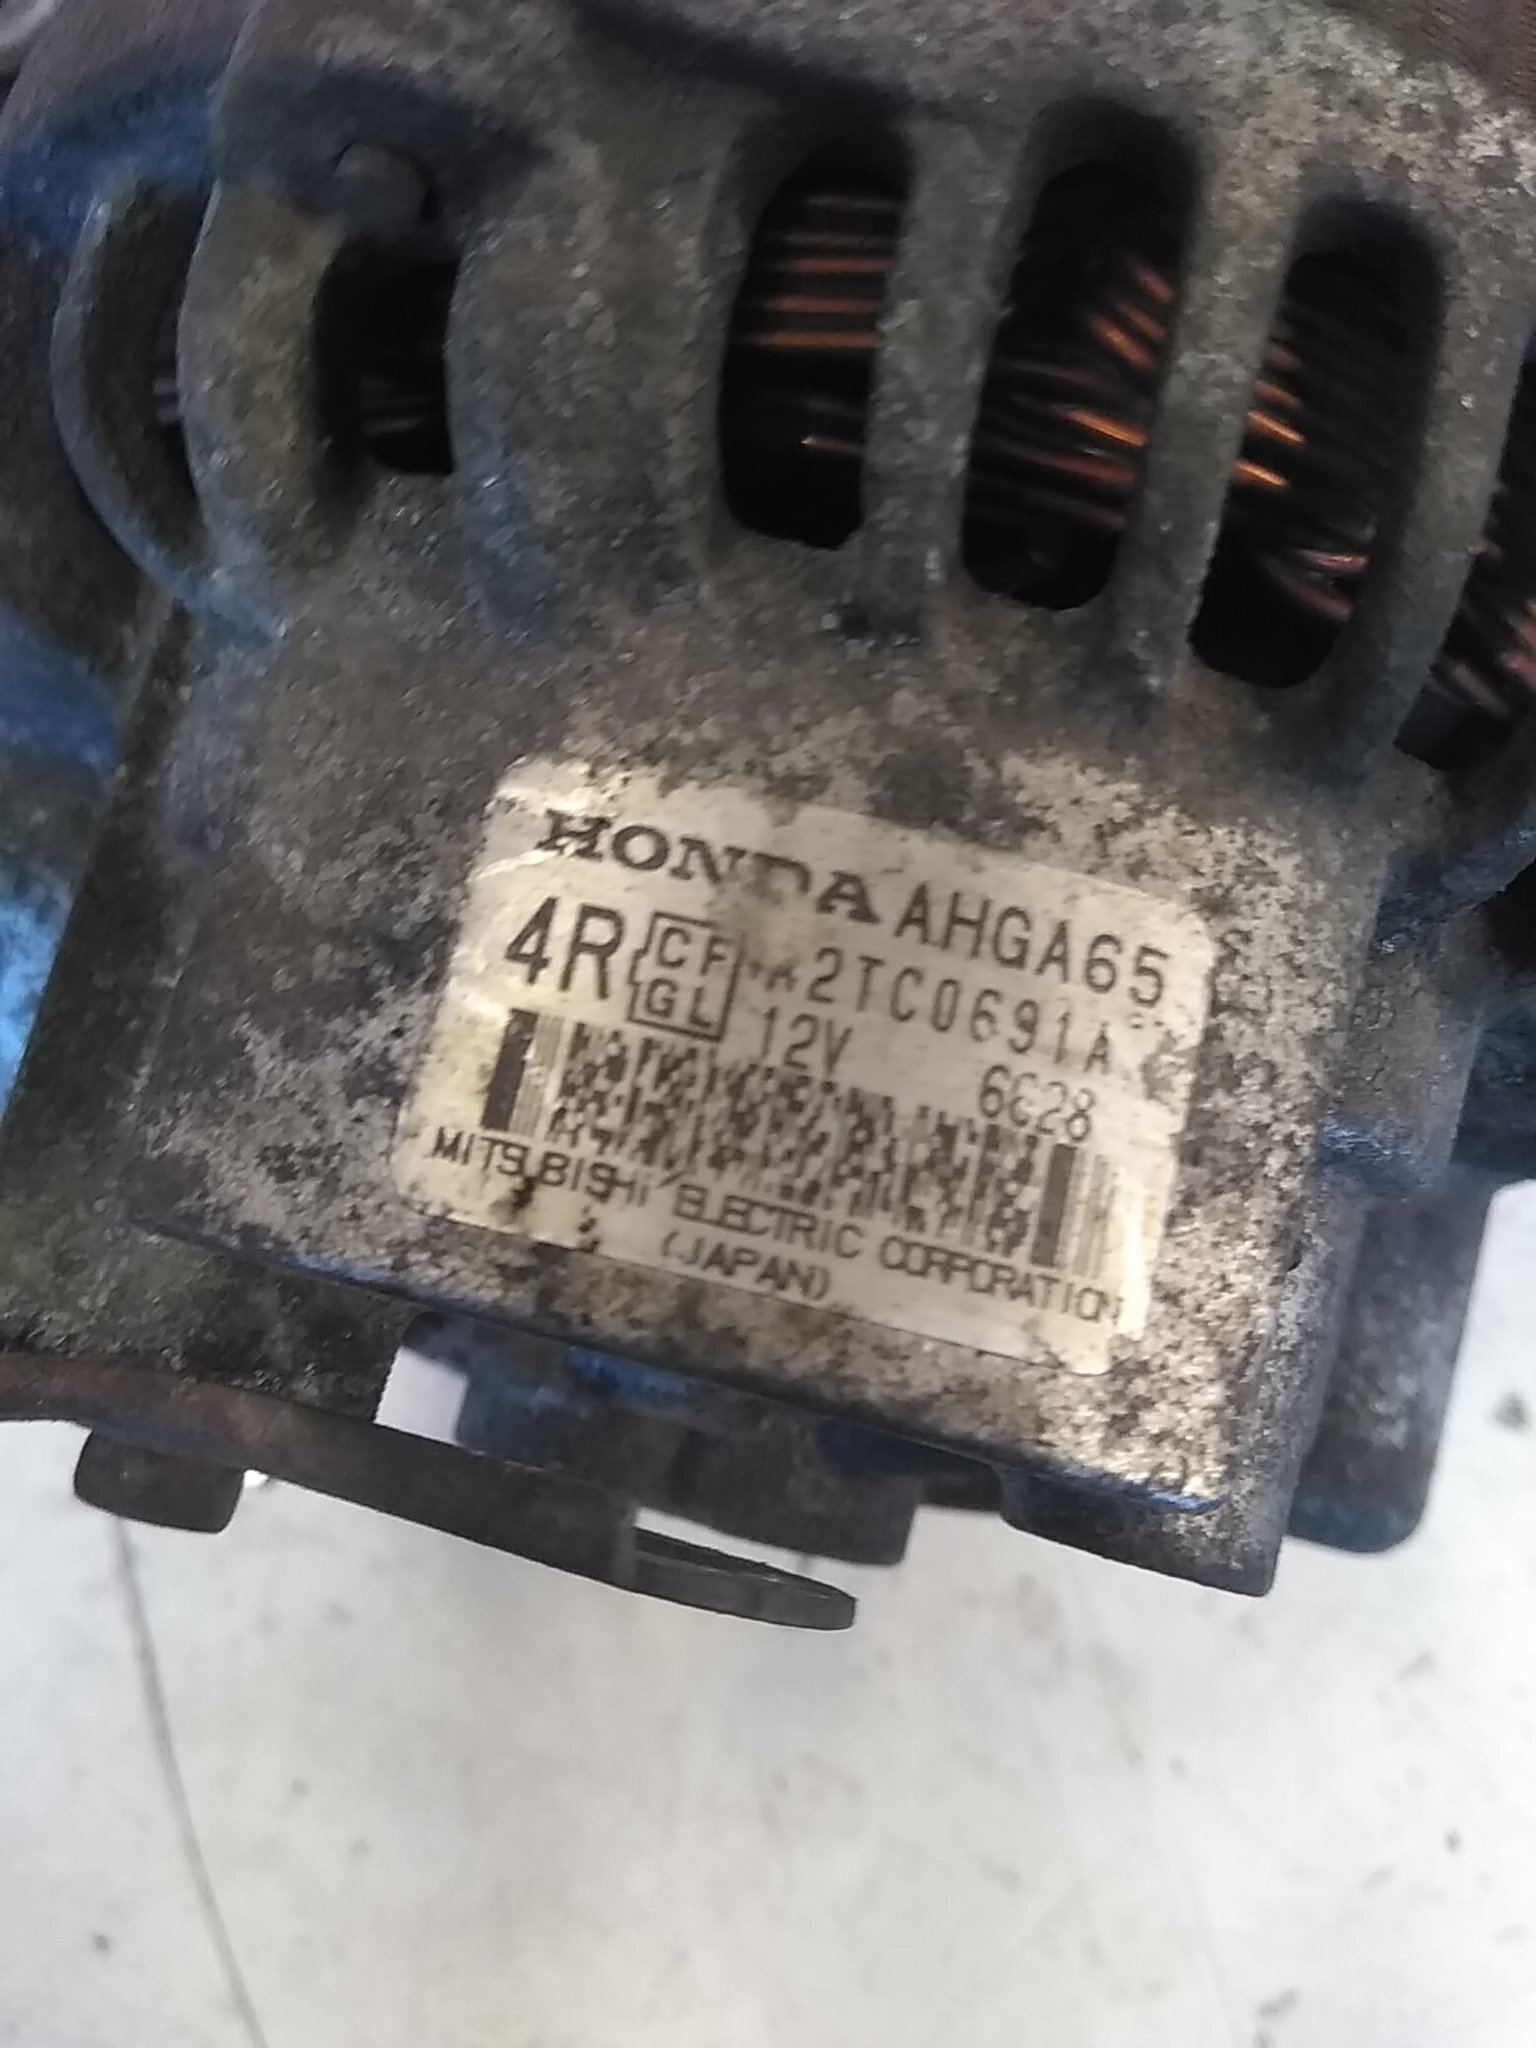 HONDA AHGA65
4R CF A2TC0691A
GL 12V 6C28
MITSUBISHI ELECTRIC CORPORATION
(JAPAN)